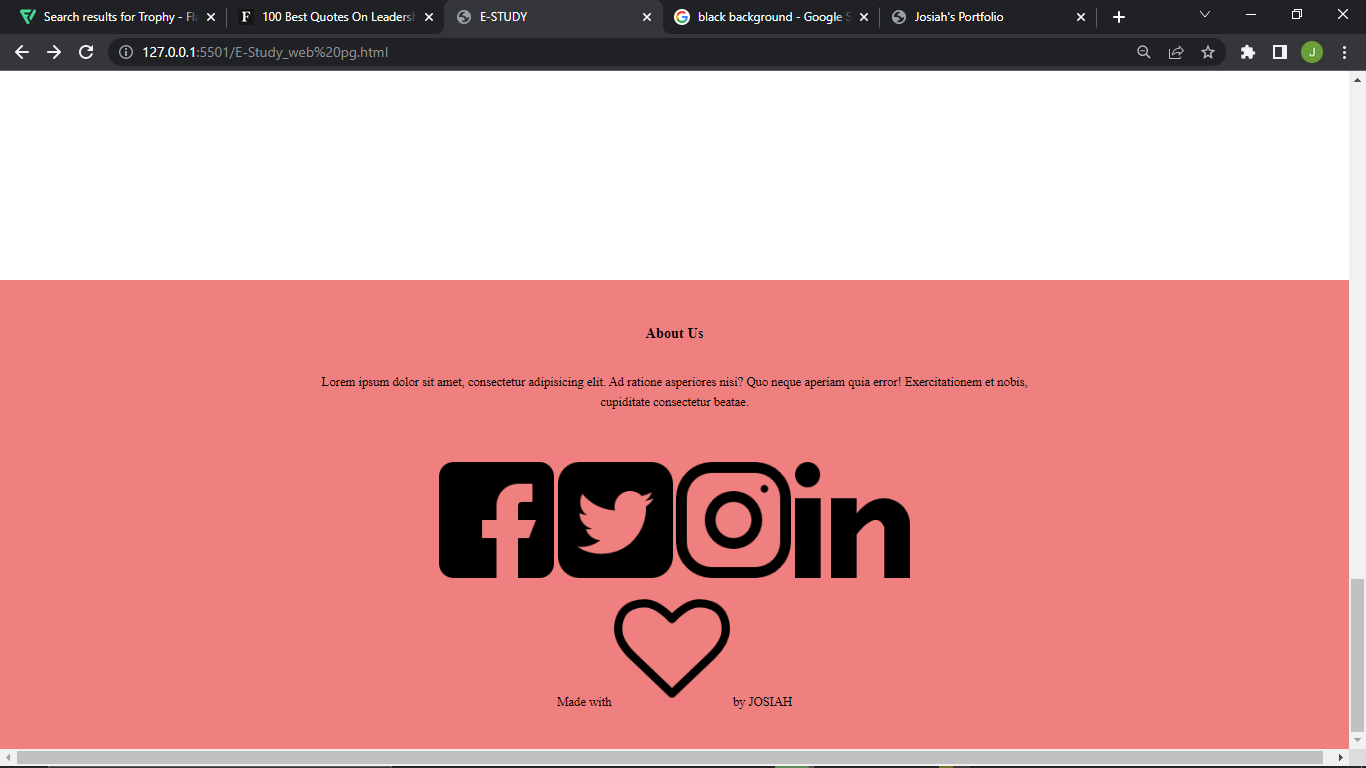 Search results for Trophy - Fla
100 Best Quotes On Leadersh
E-STUDY
black background - Google S
Josiah's Portfolio
127.0.0.1:5501/E-Study_web%20pg.html
J
About Us
Lorem ipsum dolor sit amet, consectetur adipisicing elit. Ad ratione asperiores nisi? Quo neque aperiam quia error! Exercitationem et nobis,
cupiditate consectetur beatae.
Made with by JOSIAH